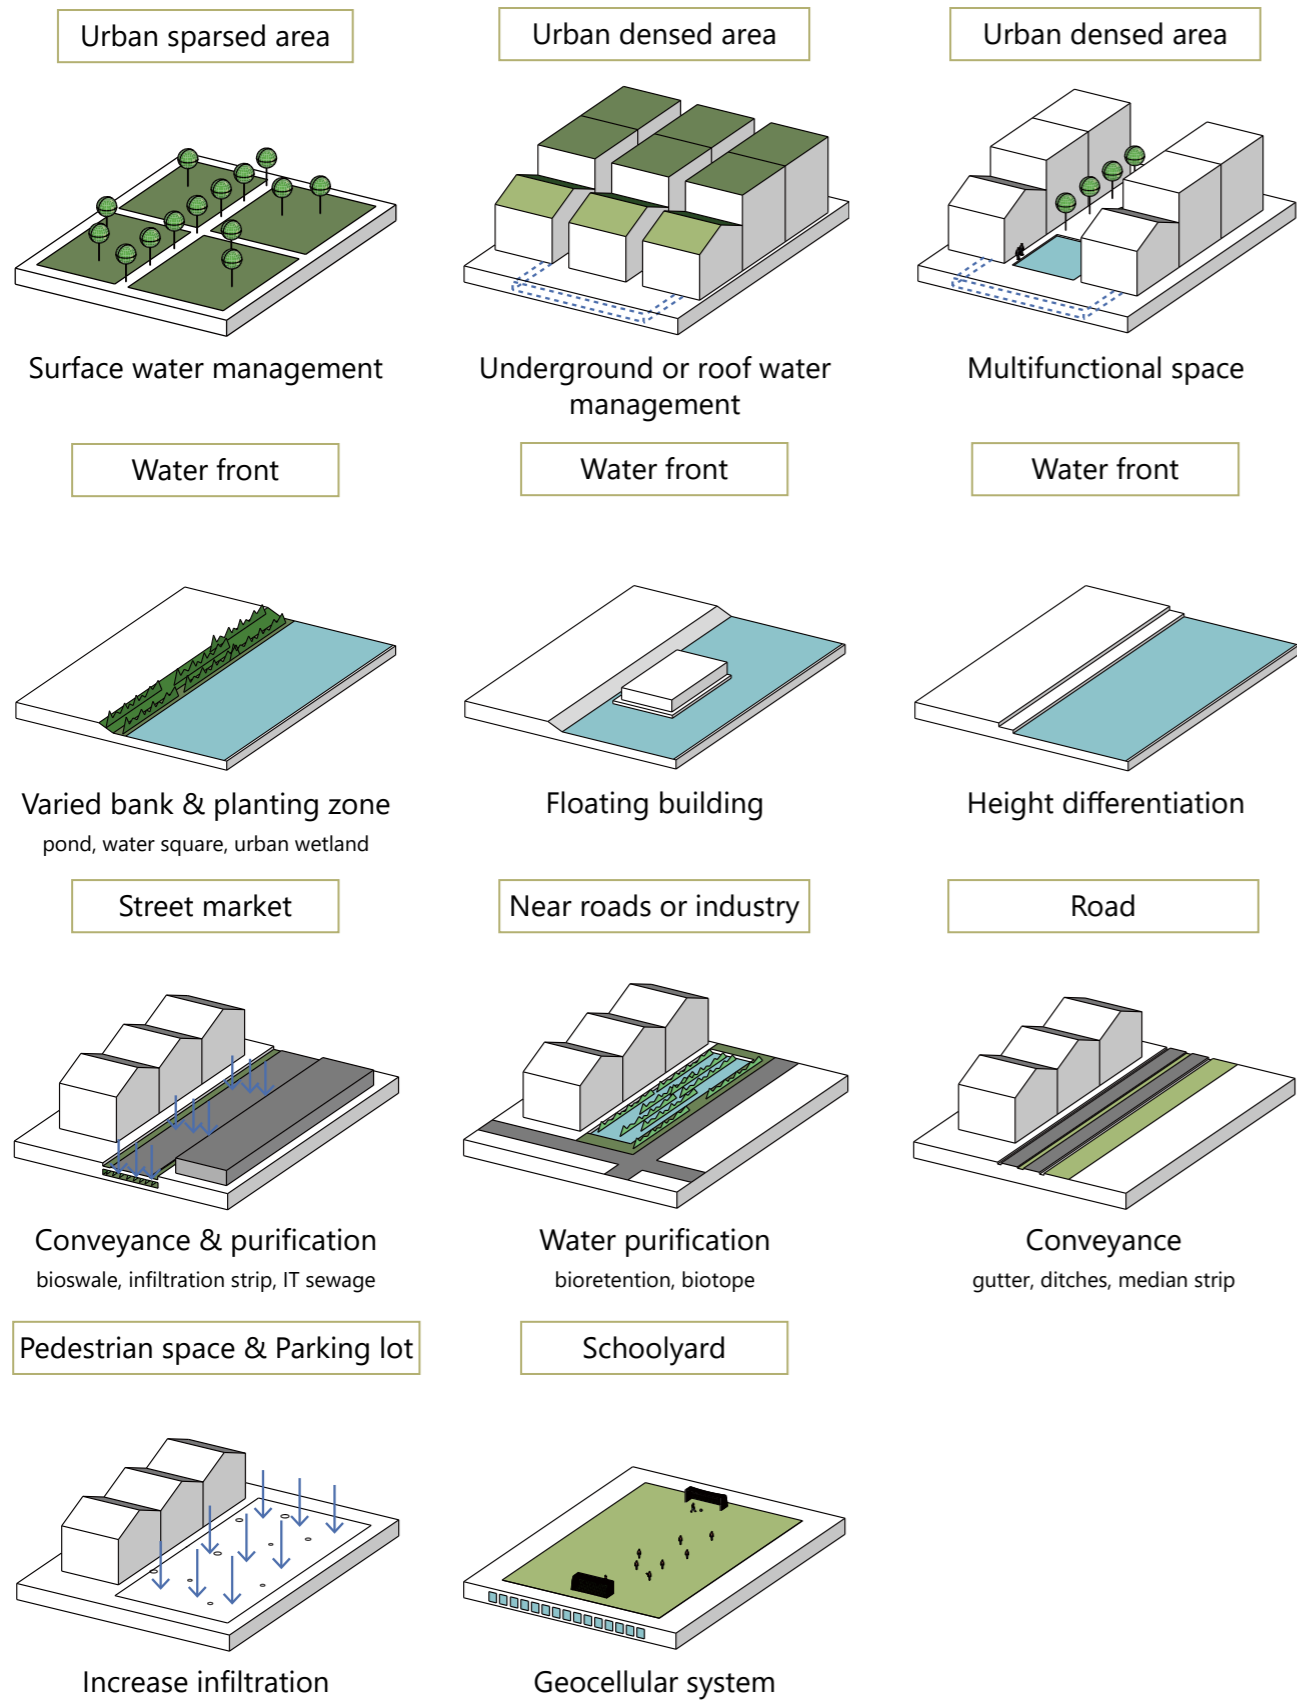 Urban sparsed area
Urban densed area
Urban densed area
Surface water management
Underground or roof water
management
Multifunctional space
Water front
Water front
Water front
Varied bank & planting zone
pond, water square, urban wetland
Floating building
Height differentiation
Street market
Near roads or industry
Road
Conveyance & purification
bioswale, infiltration strip, IT sewage
Water purification
bioretention, biotope
Conveyance
gutter, ditches, median strip
Pedestrian space & Parking lot
Schoolyard
Increase infiltration
Geocellular system